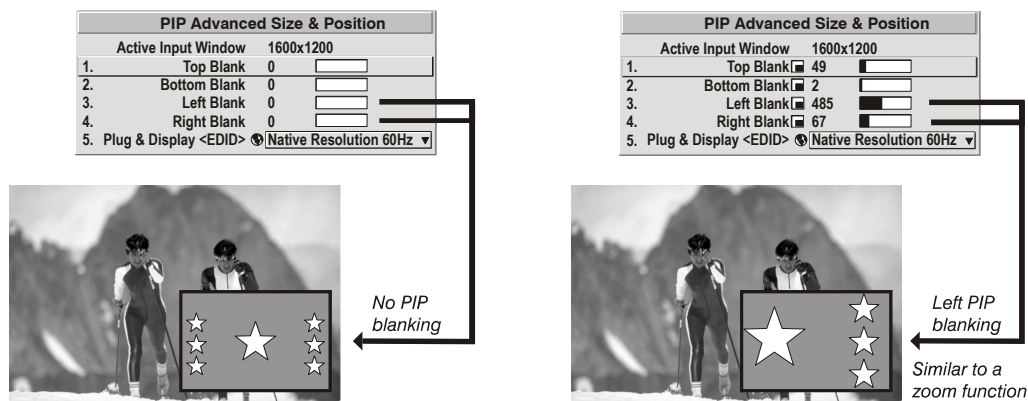 PIP Advanced Size & Position
Active Input Window 1600x1200
1. Top Blank 0
2. Bottom Blank 0
3. Left Blank 0
4. Right Blank 0
5. Plug & Display <EDID> Native Resolution 60Hz
No PIP
blanking
PIP Advanced Size & Position
Active Input Window 1600x1200
1. Top Blank 49
2. Bottom Blank 2
3. Left Blank 485
4. Right Blank 67
5. Plug & Display <EDID> Native Resolution 60Hz
Left PIP
blanking
Similar to a
zoom function